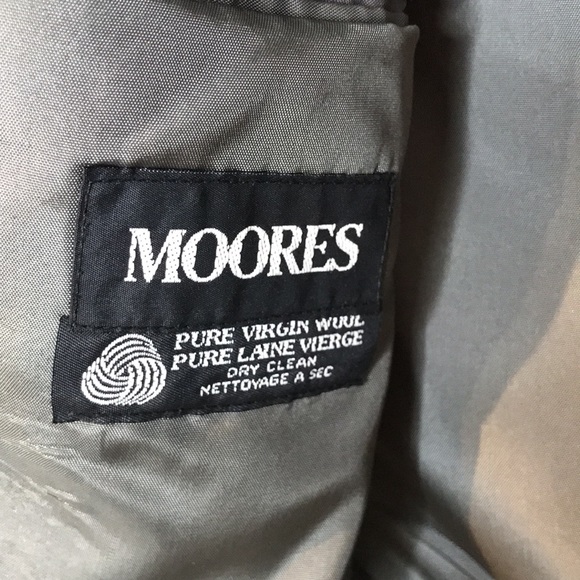 MOORES
PURE VIRGIN WOOL
PURE LAINE VIERGE
DRY CLEAN
NETTOYAGE A SEC